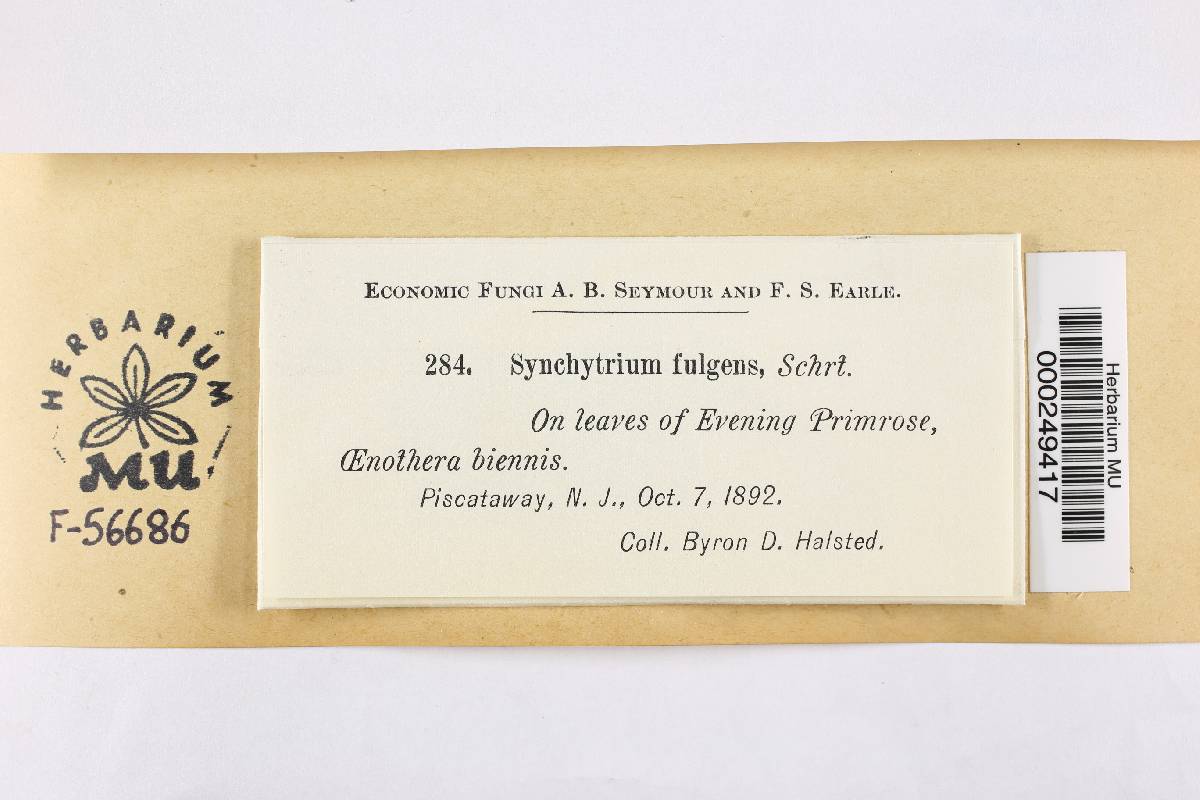 ECONOMIC FUNGI A. B. SEYMOUR AND F. S. EARLE.
284. Synchytrium fulgens, Schrt.
On leaves of Evening Primrose,
Œnothera biennis.
Piscataway, N. J., Oct. 7, 1892.
Coll. Byron D. Halsted.
HERBARIUM
MU
F-56686
Herbarium MU
000249417